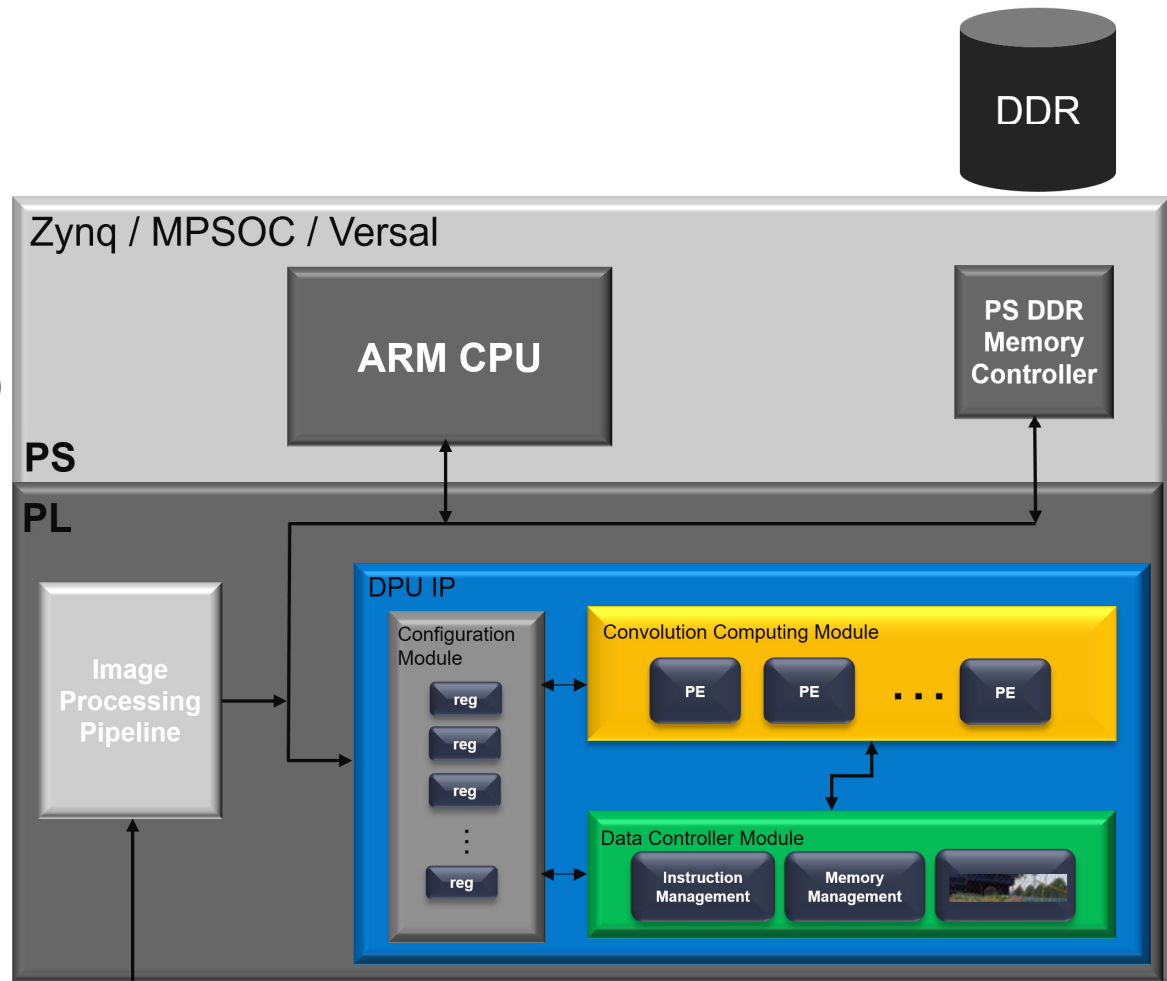 DDR
Zynq / MPSOC / Versal
ARM CPU
PS DDR
Memory
Controller
PS
PL
Image
Processing
Pipeline
DPU IP
Configuration
Module
reg
reg
reg
reg
Convolution Computing Module
PE
PE
PE
Data Controller Module
Instruction
Management
Memory
Management